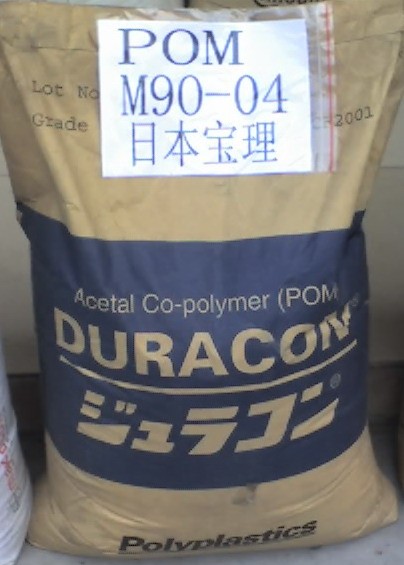 POM
M90-04
日本宝理
Lot No
Grade CF2001
Acetal Co-polymer (POM
DURACON®
ジュラコン®
Polyplastics